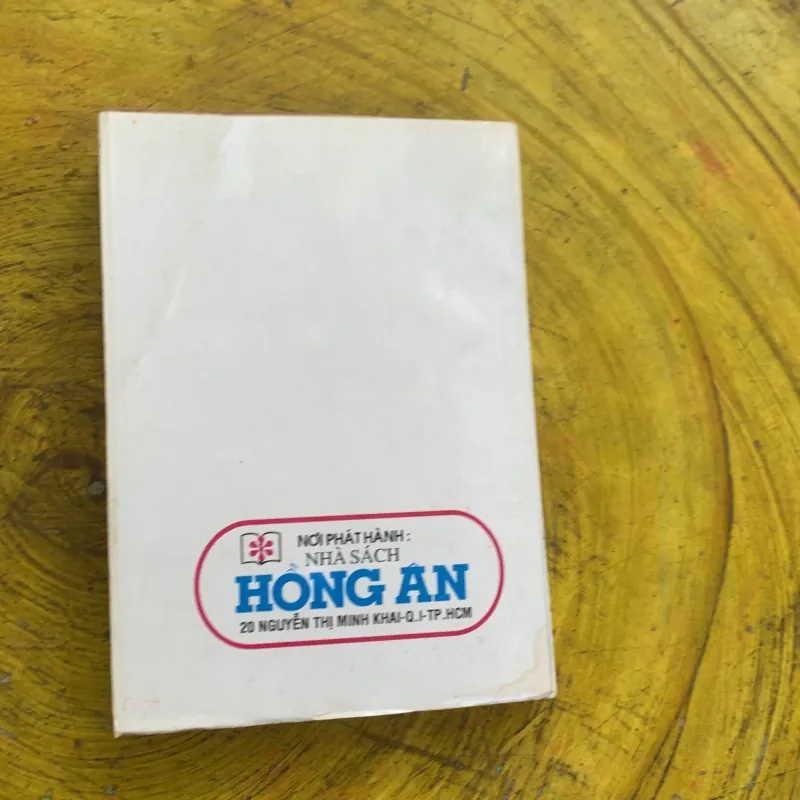 NƠI PHÁT HÀNH :
NHÀ SÁCH
HỒNG ÂN
20 NGUYỄN THỊ MINH KHAI-Q.I-TP.HCM